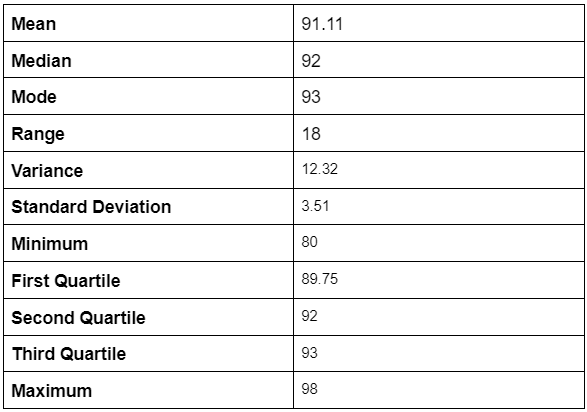 Mean 91.11
Median 92
Mode 93
Range 18
Variance 12.32
Standard Deviation 3.51
Minimum 80
First Quartile 89.75
Second Quartile 92
Third Quartile 93
Maximum 98